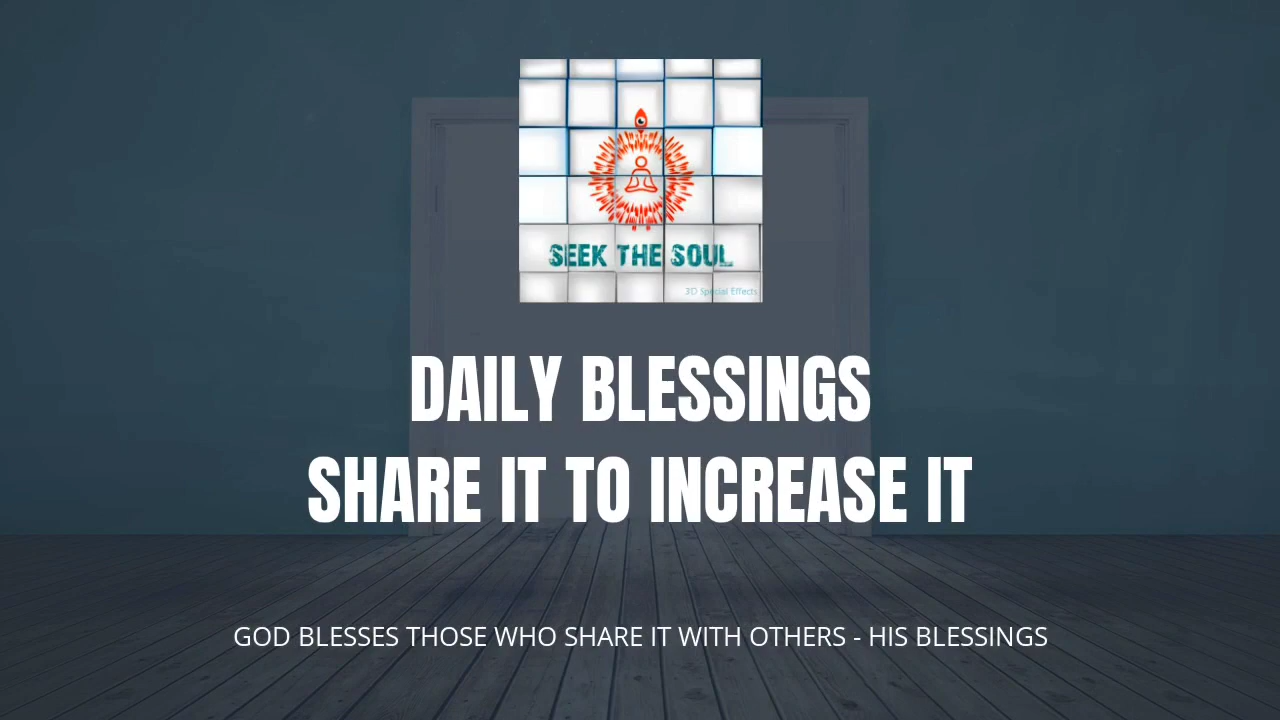 SEEK THE SOUL
3D Special Effects
DAILY BLESSINGS
SHARE IT TO INCREASE IT
GOD BLESSES THOSE WHO SHARE IT WITH OTHERS - HIS BLESSINGS